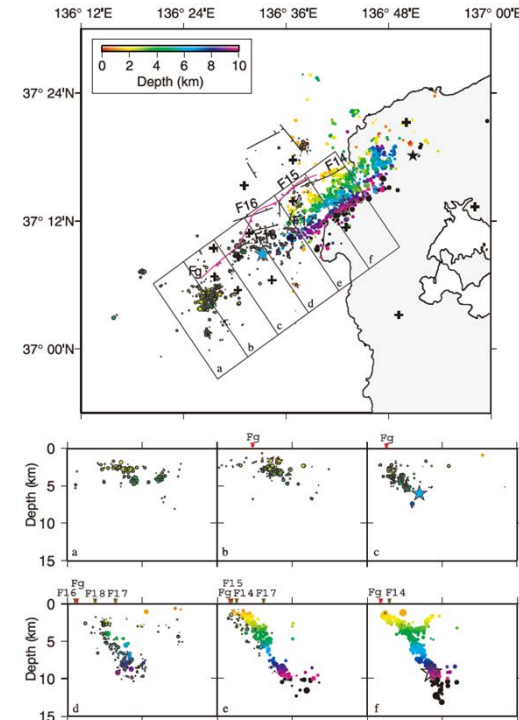 136° 12'E 136° 24'E 136° 36'E 136° 48'E 137° 00'E
0 2 4 6 8 10
Depth (km)
37° 24'N
37° 12'N
37° 00'N
F14
F15
F16
Fg
f
e
d
c
b
a
Fg Fg
0
5
10
15
Depth (km)
a b c
Fg F15
F16 F18 F17 Fg F14 F17 Fg F14
0
5
10
15
Depth (km)
d e f